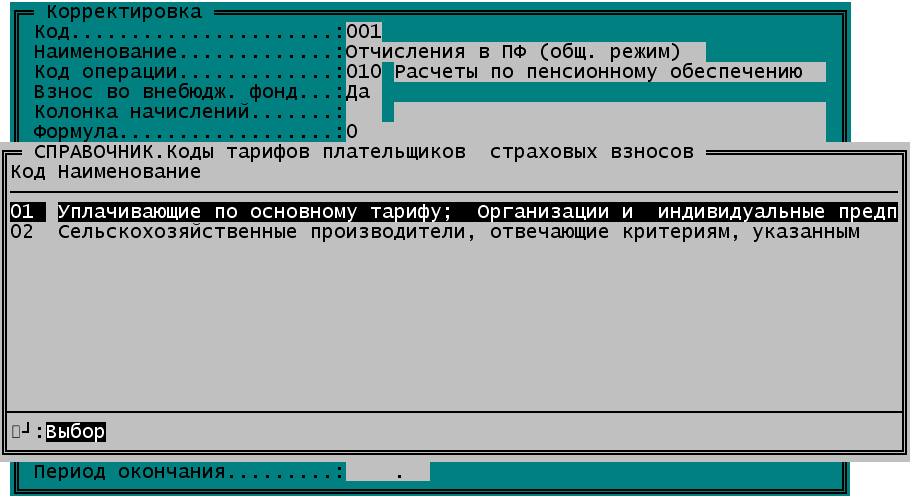 Корректировка
Код......................:001
Наименование.............:Отчисления в ПФ (общ. режим)
Код операции.............:010 Расчеты по пенсионному обеспечению
Взнос во внебюдж. фонд...:Да
Колонка начислений.......:
Формула..................:0
СПРАВОЧНИК.Коды тарифов плательщиков  страховых взносов
Код Наименование
01  Уплачивающие по основному тарифу;  Организации и  индивидуальные предп
02  Сельскохозяйственные производители, отвечающие критериям, указанным
┘:Выбор
Период окончания.........:    .